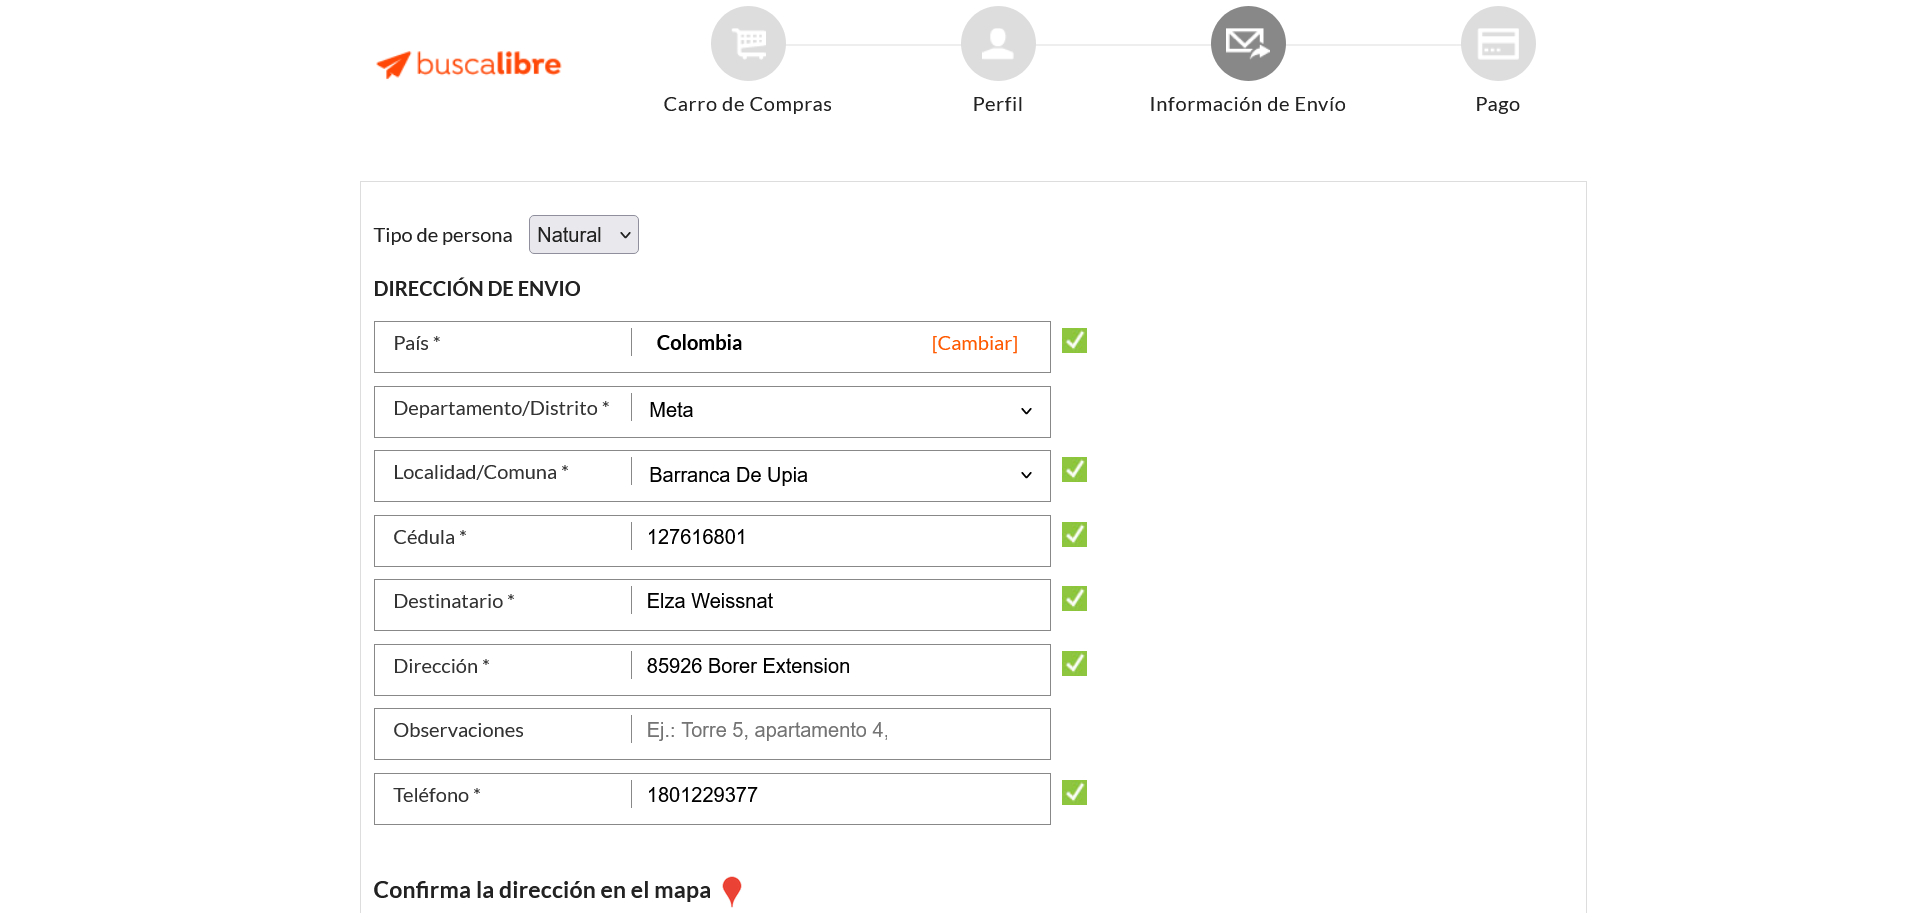 buscalibre
Carro de Compras
Perfil
Información de Envío
Pago
Tipo de persona Natural
DIRECCIÓN DE ENVIO
País * Colombia [Cambiar]
Departamento/Distrito * Meta
Localidad/Comuna * Barranca De Upia
Cédula * 127616801
Destinatario * Elza Weissnat
Dirección * 85926 Borer Extension
Observaciones Ej.: Torre 5, apartamento 4,
Teléfono * 1801229377
Confirma la dirección en el mapa